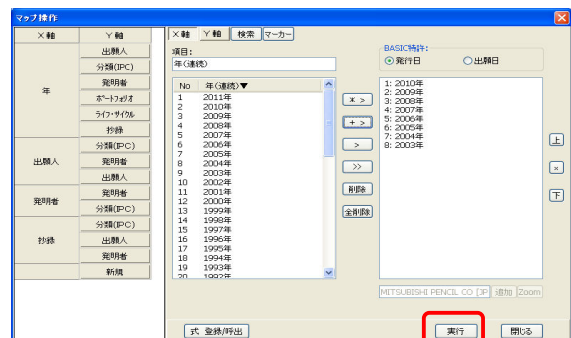 マップ操作
X軸 Y軸
年 出願人
分類(IPC)
発明者
ポートフォリオ
ライフ・サイクル
抄録
出願人 分類(IPC)
発明者
出願人
発明者 発明者
分類(IPC)
抄録 分類(IPC)
出願人
発明者
新規
X軸 Y軸 検索 マーカー
項目:
年(連続)
No 年(連続)▼
1 2011年
2 2010年
3 2009年
4 2008年
5 2007年
6 2006年
7 2005年
8 2004年
9 2003年
10 2002年
11 2001年
12 2000年
13 1999年
14 1998年
15 1997年
16 1996年
17 1995年
18 1994年
19 1993年
20 1992年
* >
+ >
>
>>
削除
全削除
BASIC特許:
発行日 出願日
1: 2010年
2: 2009年
3: 2008年
4: 2007年
5: 2006年
6: 2005年
7: 2004年
8: 2003年
上
×
下
MITSUBISHI PENCIL CO [JP] 追加 Zoom
式 登録/呼出 実行 閉じる